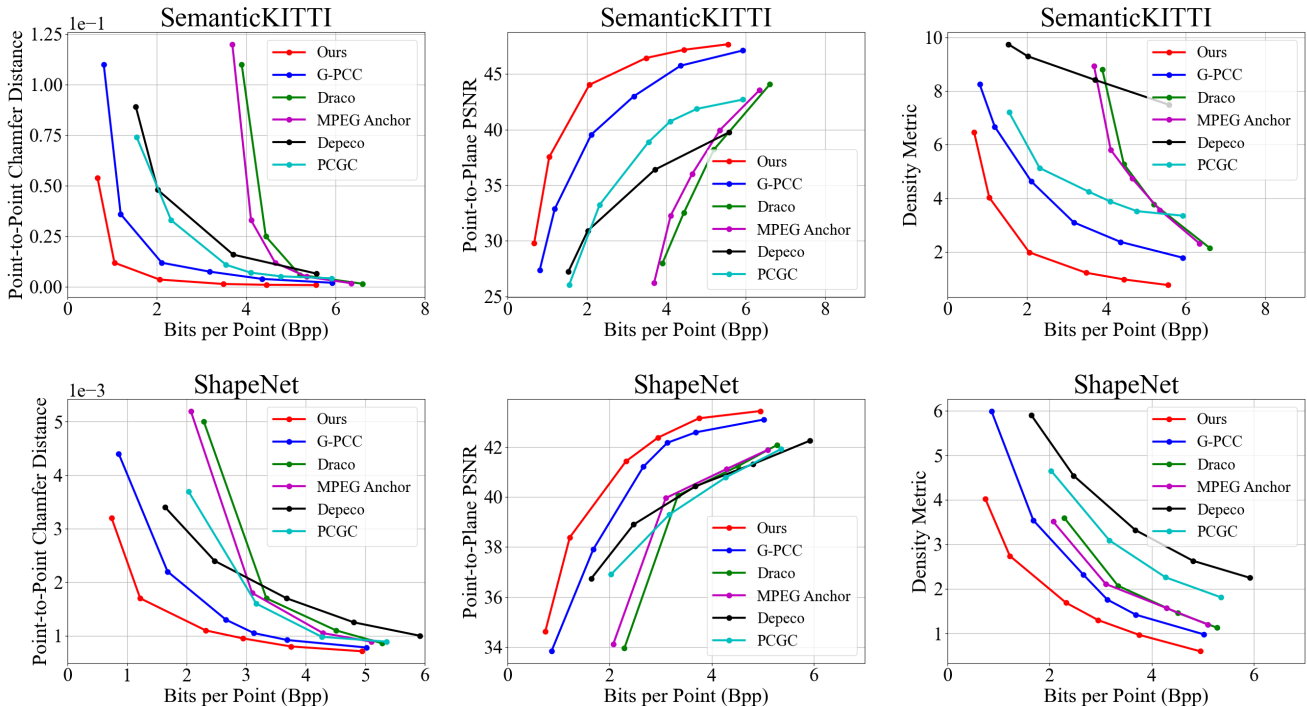 SemanticKITTI
1e−1
Point-to-Point Chamfer Distance
1.25
1.00
0.75
0.50
0.25
0.00
0 2 4 6 8
Bits per Point (Bpp)
Ours
G-PCC
Draco
MPEG Anchor
Depeco
PCGC
SemanticKITTI
Point-to-Plane PSNR
45
40
35
30
25
0 2 4 6 8
Bits per Point (Bpp)
Ours
G-PCC
Draco
MPEG Anchor
Depeco
PCGC
SemanticKITTI
Density Metric
10
8
6
4
2
0 2 4 6 8
Bits per Point (Bpp)
Ours
G-PCC
Draco
MPEG Anchor
Depeco
PCGC
ShapeNet
1e−3
Point-to-Point Chamfer Distance
5
4
3
2
1
0 1 2 3 4 5 6
Bits per Point (Bpp)
Ours
G-PCC
Draco
MPEG Anchor
Depeco
PCGC
ShapeNet
Point-to-Plane PSNR
42
40
38
36
34
0 2 4 6
Bits per Point (Bpp)
Ours
G-PCC
Draco
MPEG Anchor
Depeco
PCGC
ShapeNet
Density Metric
6
5
4
3
2
1
0 2 4 6
Bits per Point (Bpp)
Ours
G-PCC
Draco
MPEG Anchor
Depeco
PCGC